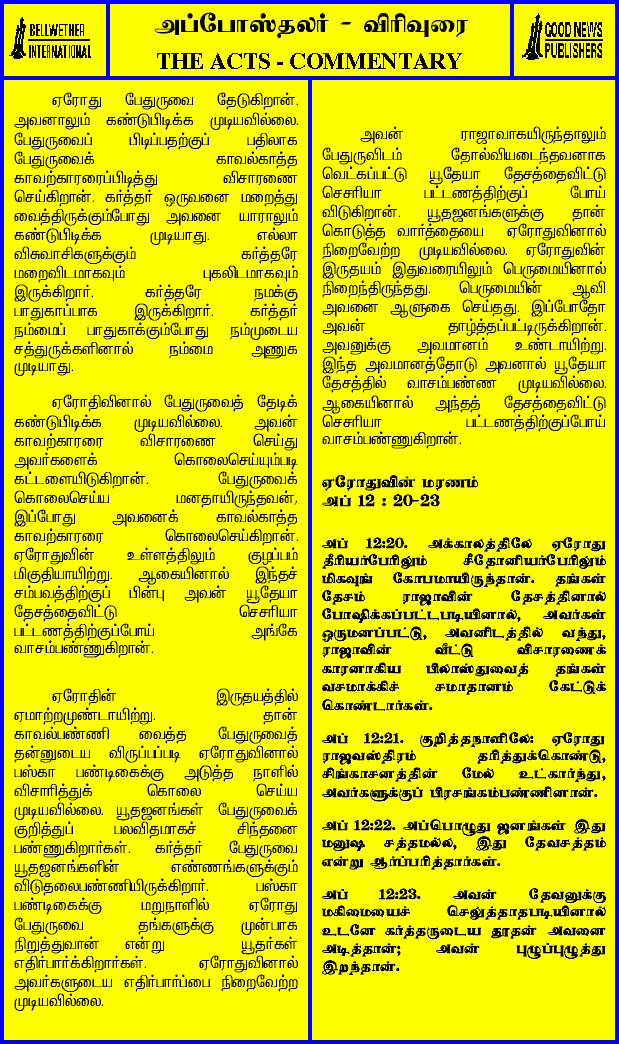 BELLWETHER
INTERNATIONAL
அப்போஸ்தலர் - விரிவுரை
THE ACTS - COMMENTARY
GOOD NEWS
PUBLISHERS
ஏரோது பேதுருவை தேடுகிறான்.
அவனாலும் கண்டுபிடிக்க முடியவில்லை.
பேதுருவைப் பிடிப்பதற்குப் பதிலாக
பேதுருவைக் காவல்காத்த
காவற்காரரைப்பிடித்து விசாரணை
செய்கிறான். கர்த்தர் ஒருவனை மறைத்து
வைத்திருக்கும்போது அவனை யாராலும்
கண்டுபிடிக்க முடியாது. எல்லா
விசுவாசிகளுக்கும் கர்த்தரே
மறைவிடமாகவும் புகலிடமாகவும்
இருக்கிறார். கர்த்தரே நமக்கு
பாதுகாப்பாக இருக்கிறார். கர்த்தர்
நம்மைப் பாதுகாக்கும்போது நம்முடைய
சத்துருக்களினால் நம்மை அணுக
முடியாது.
ஏரோதிவினால் பேதுருவைத் தேடிக்
கண்டுபிடிக்க முடியவில்லை. அவன்
காவற்காரரை விசாரணை செய்து
அவர்களைக் கொலைசெய்யும்படி
கட்டளையிடுகிறான். பேதுருவைக்
கொலைசெய்ய மனதாயிருந்தவன்,
இப்போது அவனைக் காவல்காத்த
காவற்காரரை கொலைசெய்கிறான்.
ஏரோதுவின் உள்ளத்திலும் குழப்பம்
மிகுதியாயிற்று. ஆகையினால் இந்தச்
சம்பவத்திற்குப் பின்பு அவன் யூதேயா
தேசத்தைவிட்டு செசரியா
பட்டணத்திற்குப்போய் அங்கே
வாசம்பண்ணுகிறான்.
ஏரோதின் இருதயத்தில்
ஏமாற்றமுண்டாயிற்று. தான்
காவல்பண்ணி வைத்த பேதுருவைத்
தன்னுடைய விருப்பப்படி ஏரோதுவினால்
பஸ்கா பண்டிகைக்கு அடுத்த நாளில்
விசாரித்துக் கொலை செய்ய
முடியவில்லை. யூதஜனங்கள் பேதுருவைக்
குறித்துப் பலவிதமாகச் சிந்தனை
பண்ணுகிறார்கள். கர்த்தர் பேதுருவை
யூதஜனங்களின் எண்ணங்களுக்கும்
விடுதலைபண்ணியிருக்கிறார். பஸ்கா
பண்டிகைக்கு மறுநாளில் ஏரோது
பேதுருவை தங்களுக்கு முன்பாக
நிறுத்துவான் என்று யூதர்கள்
எதிர்பார்க்கிறார்கள். ஏரோதுவினால்
அவர்களுடைய எதிர்பார்ப்பை நிறைவேற்ற
முடியவில்லை.
அவன் ராஜாவாகயிருந்தாலும்
பேதுருவிடம் தோல்வியடைந்தவனாக
வெட்கப்பட்டு யூதேயா தேசத்தைவிட்டு
செசரியா பட்டணத்திற்குப் போய்
விடுகிறான். யூதஜனங்களுக்கு தான்
கொடுத்த வார்த்தையை ஏரோதுவினால்
நிறைவேற்ற முடியவில்லை. ஏரோதுவின்
இருதயம் இதுவரையிலும் பெருமையினால்
நிறைந்திருந்தது. பெருமையின் ஆவி
அவனை ஆளுகை செய்தது. இப்போதோ
அவன் தாழ்த்தப்பட்டிருக்கிறான்.
அவனுக்கு அவமானம் உண்டாயிற்று.
இந்த அவமானத்தோடு அவனால் யூதேயா
தேசத்தில் வாசம்பண்ண முடியவில்லை.
ஆகையினால் அந்தத் தேசத்தைவிட்டு
செசரியா பட்டணத்திற்குப்போய்
வாசம்பண்ணுகிறான்.
ஏரோதுவின் மரணம்
அப் 12 : 20-23
அப் 12:20. அக்காலத்திலே ஏரோது
தீரியர்பேரிலும் சீதோனியர்பேரிலும்
மிகவுங் கோபமாயிருந்தான். தங்கள்
தேசம் ராஜாவின் தேசத்தினால்
போஷிக்கப்பட்டபடியினால், அவர்கள்
ஒருமனப்பட்டு, அவனிடத்தில் வந்து,
ராஜாவின் வீட்டு விசாரணைக்
காரனாகிய பிலாஸ்துவைத் தங்கள்
வசமாக்கிச் சமாதானம் கேட்டுக்
கொண்டார்கள்.
அப் 12:21. குறித்தநாளிலே: ஏரோது
ராஜவஸ்திரம் தரித்துக்கொண்டு,
சிங்காசனத்தின் மேல் உட்கார்ந்து,
அவர்களுக்குப் பிரசங்கம்பண்ணினான்.
அப் 12:22. அப்பொழுது ஜனங்கள் இது
மனுஷ சத்தமல்ல, இது தேவசத்தம்
என்று ஆர்ப்பரித்தார்கள்.
அப் 12:23. அவன் தேவனுக்கு
மகிமையைச் செலுத்தாதபடியினால்
உடனே கர்த்தருடைய தூதன் அவனை
அடித்தான்; அவன் புழுப்புழுத்து
இறந்தான்.